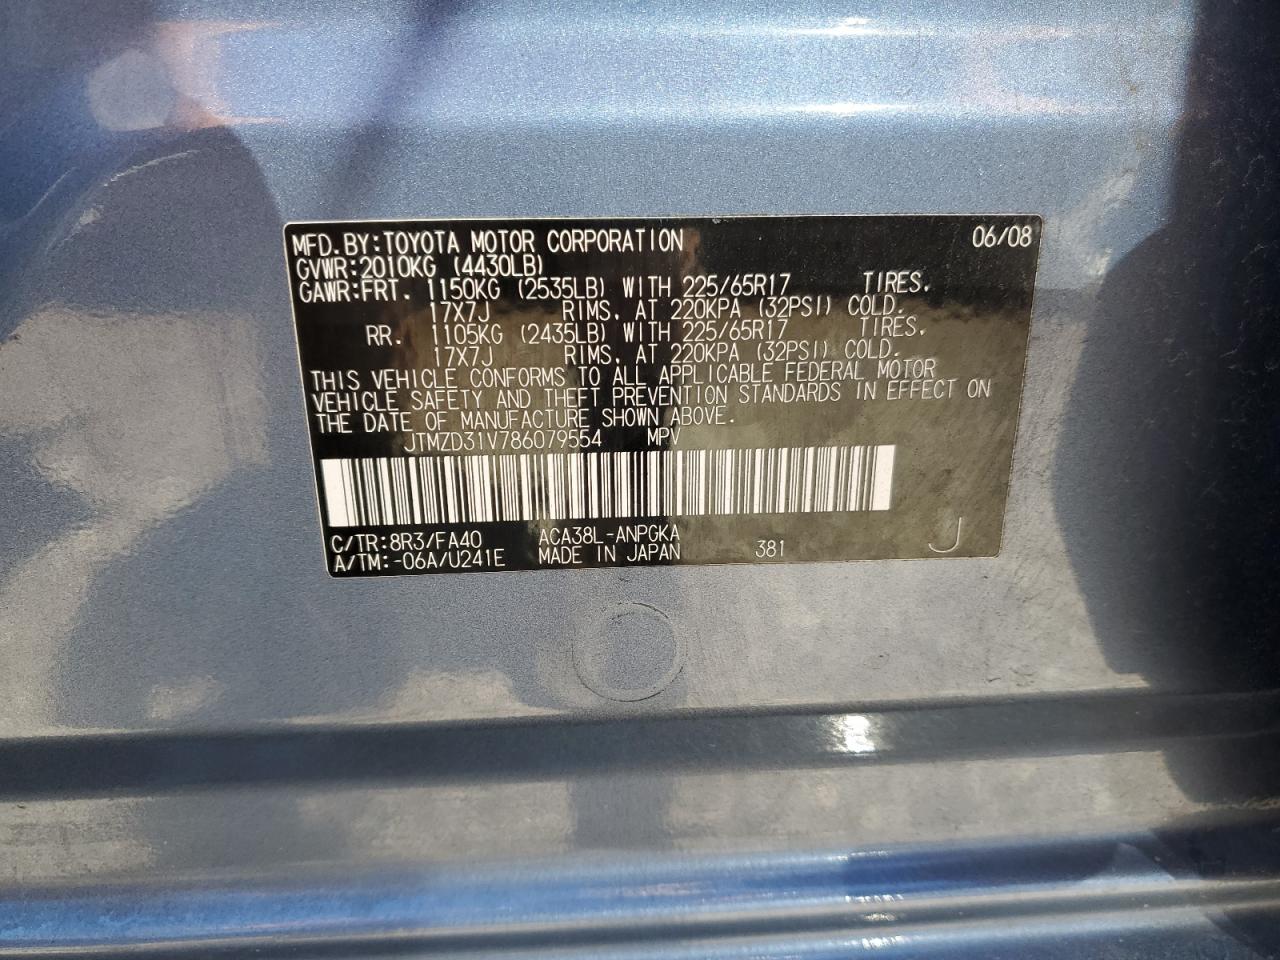 MFD.BY:TOYOTA MOTOR CORPORATION 06/08
GVWR:2010KG (4430LB)
GAWR:FRT. 1150KG (2535LB) WITH 225/65R17 TIRES.
17X7J RIMS, AT 220KPA (32PSI) COLD.
RR. 1105KG (2435LB) WITH 225/65R17 TIRES.
17X7J RIMS, AT 220KPA (32PSI) COLD.
THIS VEHICLE CONFORMS TO ALL APPLICABLE FEDERAL MOTOR
VEHICLE SAFETY AND THEFT PREVENTION STANDARDS IN EFFECT ON
THE DATE OF MANUFACTURE SHOWN ABOVE.
JTMZD31V786079554 MPV
C/TR:8R3/FA40 ACA38L-ANPGKA
A/TM:-06A/U241E MADE IN JAPAN 381 J